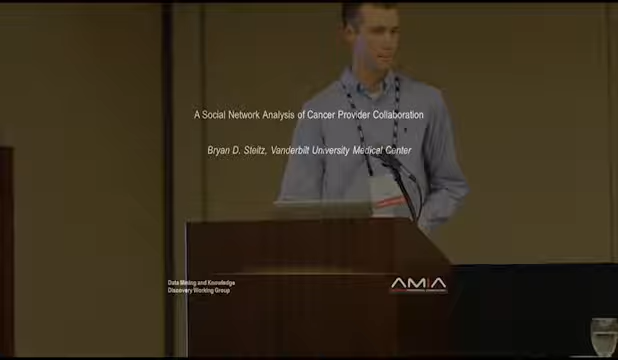 A Social Network Analysis of Cancer Provider Collaboration
Bryan D. Steitz, Vanderbilt University Medical Center
Data Mining and Knowledge
Discovery Working Group
AMIA